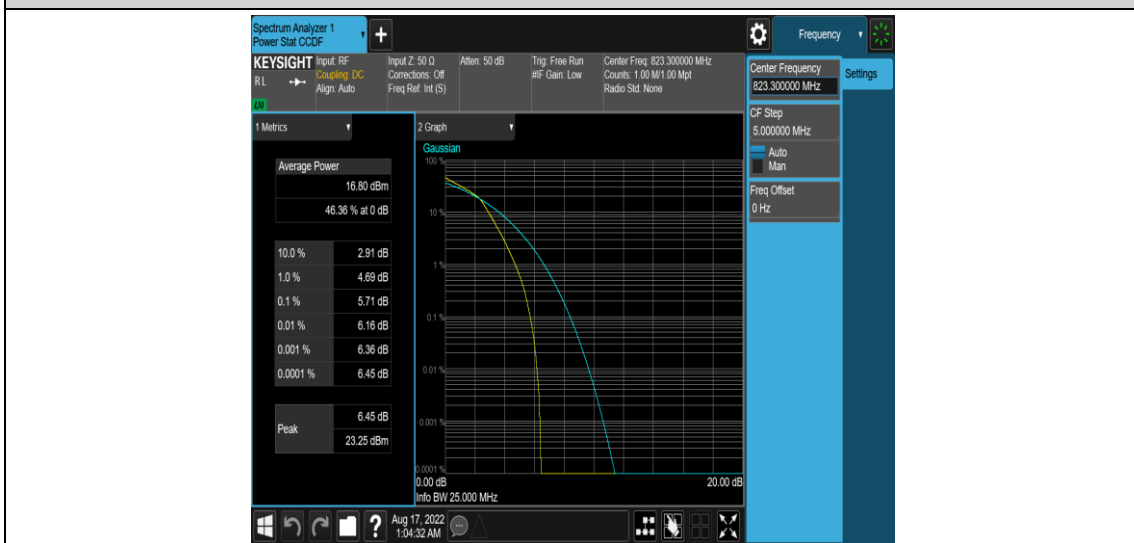 Spectrum Analyzer 1
Power Stat CCDF
+
Frequency
KEYSIGHT
RL
LXI
Input: RF
Coupling: DC
Align: Auto
Input Z: 50 Ω
Corrections: Off
Freq Ref: Int (S)
Atten: 50 dB
Trig: Free Run
#IF Gain: Low
Center Freq: 823.300000 MHz
Counts: 1.00 M/1.00 Mpt
Radio Std: None
Center Frequency
823.300000 MHz
Settings
CF Step
5.000000 MHz
Auto
Man
Freq Offset
0 Hz
1 Metrics
Average Power
16.80 dBm
46.36 % at 0 dB
10.0 % 2.91 dB
1.0 % 4.69 dB
0.1 % 5.71 dB
0.01 % 6.16 dB
0.001 % 6.36 dB
0.0001 % 6.45 dB
Peak
6.45 dB
23.25 dBm
2 Graph
Gaussian
100 %
10 %
1 %
0.1 %
0.01 %
0.001 %
0.0001 %
0.00 dB 20.00 dB
Info BW 25.000 MHz
?
Aug 17, 2022
1:04:32 AM